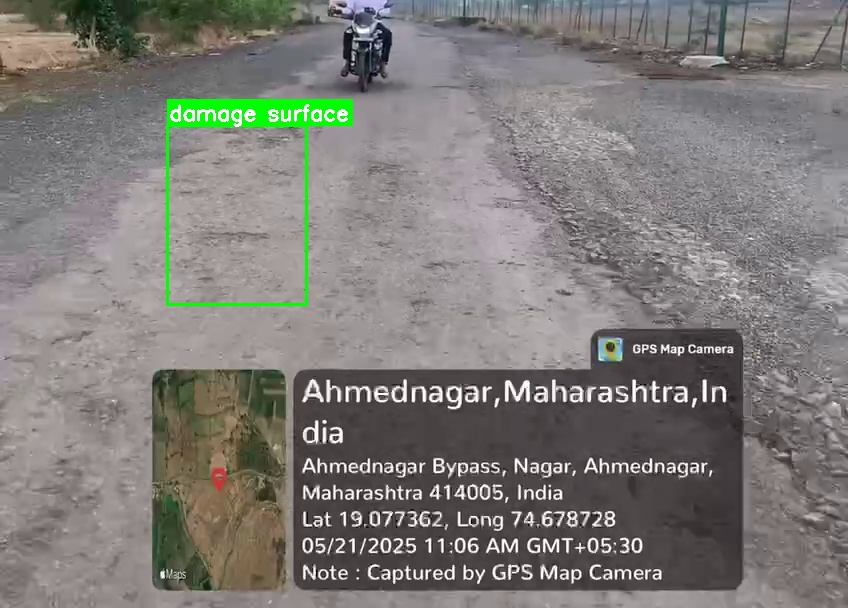 damage surface
GPS Map Camera
Ahmednagar,Maharashtra,In
dia
Ahmednagar Bypass, Nagar, Ahmednagar,
Maharashtra 414005, India
Lat 19.077362, Long 74.678728
05/21/2025 11:06 AM GMT+05:30
Note : Captured by GPS Map Camera
Maps